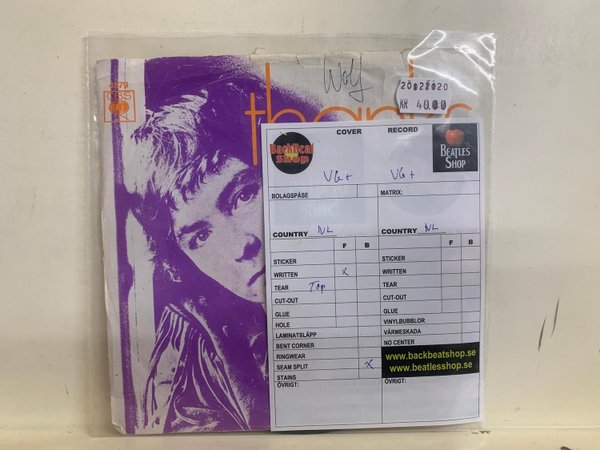 CBS
Wolf
thanks
20022020
KR 40.00
COVER RECORD
BackBeat Shop
BEATLES SHOP
VG+ VG+
BOLAGSPÅSE MATRIX:
COUNTRY NL COUNTRY NL
F B F B
STICKER STICKER
WRITTEN X WRITTEN
TEAR Top TEAR
CUT-OUT CUT-OUT
GLUE GLUE
HOLE VINYLBUBBLOR
LAMINATSLÄPP VÄRMESKADA
BENT CORNER NO CENTER
RINGWEAR
SEAM SPLIT X
STAINS
www.backbeatshop.se
www.beatlesshop.se
ÖVRIGT: ÖVRIGT: